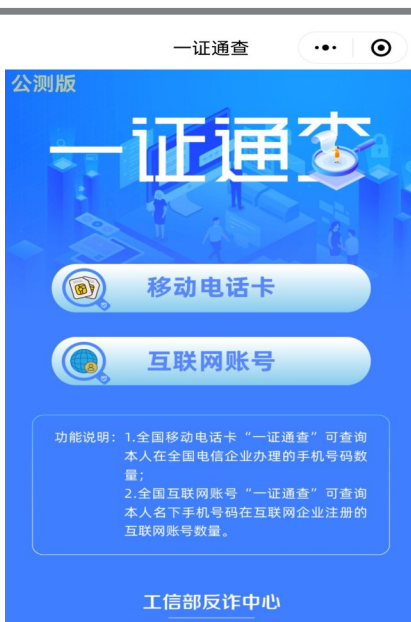 一证通查
公测版
一证通查
移动电话卡
互联网账号
功能说明：1.全国移动电话卡“一证通查”可查询
本人在全国电信企业办理的手机号码数
量；
2.全国互联网账号“一证通查”可查询
本人名下手机号码在互联网企业注册的
互联网账号数量。
工信部反诈中心